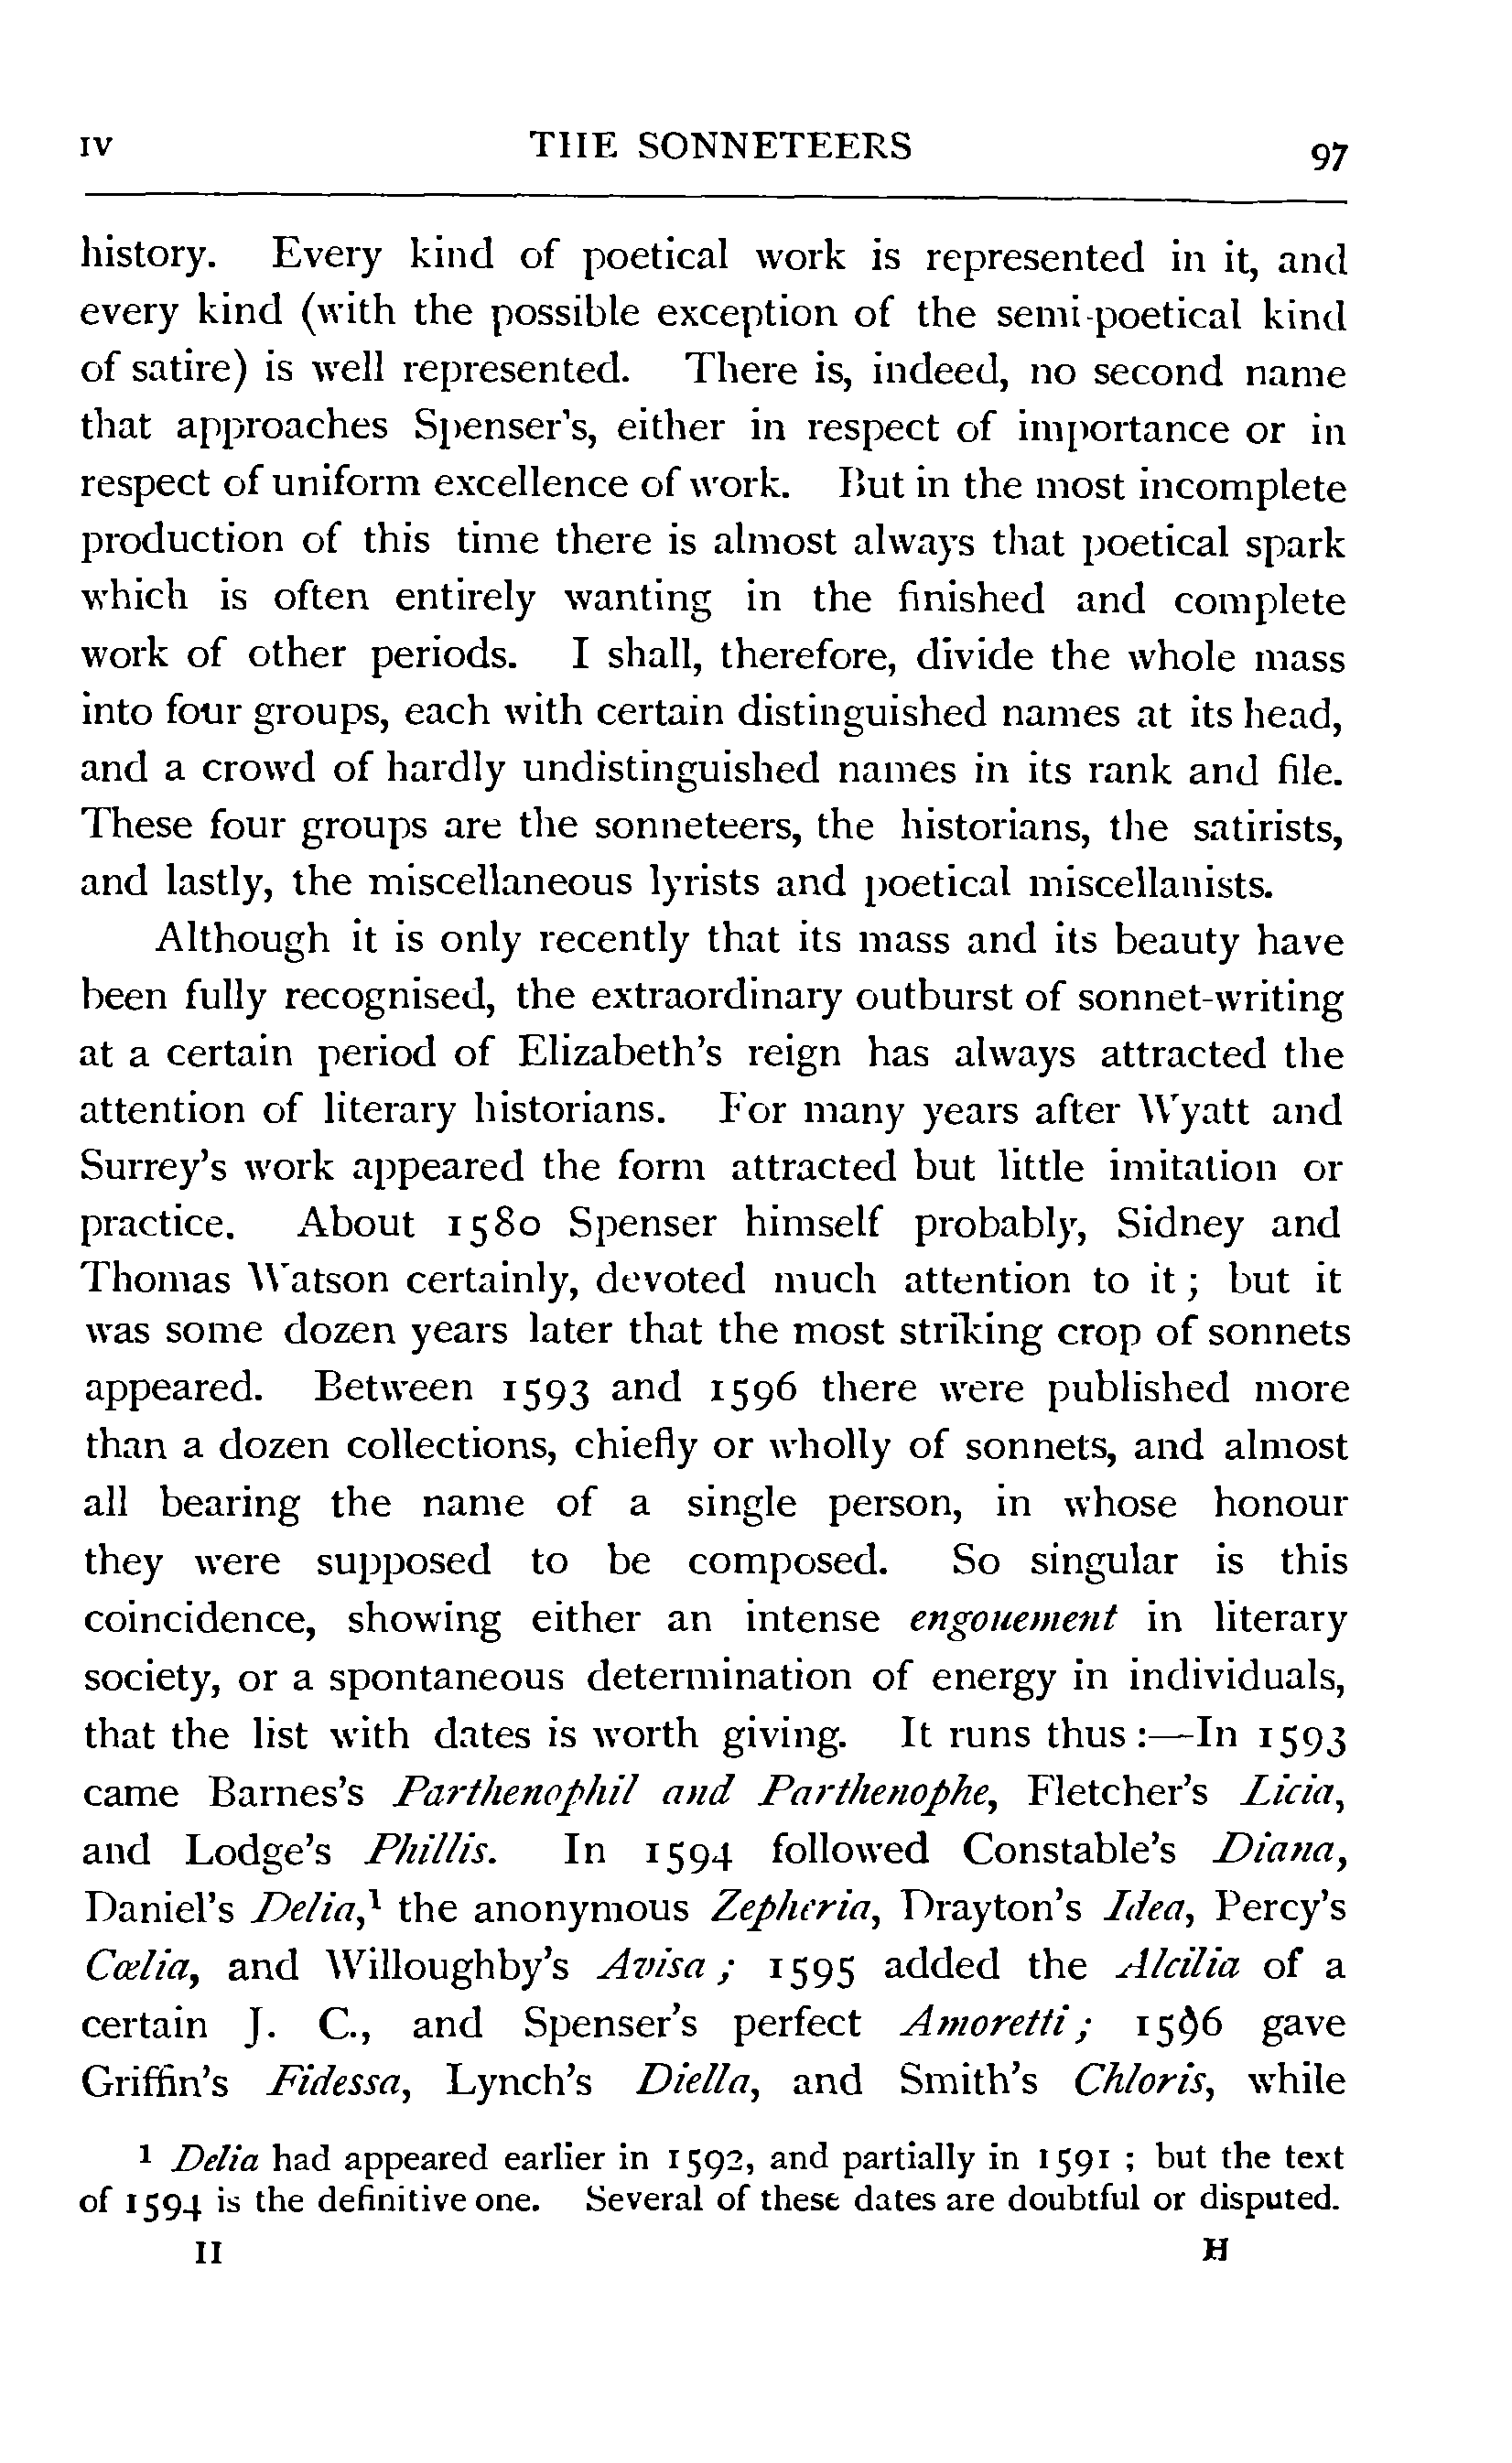 IV THE SONNETEERS 97
history. Every kind of poetical work is represented in it, and
every kind (with the possible exception of the semi-poetical kind
of satire) is well represented. There is, indeed, no second name
that approaches Spenser's, either in respect of importance or in
respect of uniform excellence of work. But in the most incomplete
production of this time there is almost always that poetical spark
which is often entirely wanting in the finished and complete
work of other periods. I shall, therefore, divide the whole mass
into four groups, each with certain distinguished names at its head,
and a crowd of hardly undistinguished names in its rank and file.
These four groups are the sonneteers, the historians, the satirists,
and lastly, the miscellaneous lyrists and poetical miscellanists.
Although it is only recently that its mass and its beauty have
been fully recognised, the extraordinary outburst of sonnet-writing
at a certain period of Elizabeth's reign has always attracted the
attention of literary historians. For many years after Wyatt and
Surrey's work appeared the form attracted but little imitation or
practice. About 1580 Spenser himself probably, Sidney and
Thomas Watson certainly, devoted much attention to it; but it
was some dozen years later that the most striking crop of sonnets
appeared. Between 1593 and 1596 there were published more
than a dozen collections, chiefly or wholly of sonnets, and almost
all bearing the name of a single person, in whose honour
they were supposed to be composed. So singular is this
coincidence, showing either an intense engouement in literary
society, or a spontaneous determination of energy in individuals,
that the list with dates is worth giving. It runs thus:—In 1593
came Barnes's Parthenophil and Parthenophe, Fletcher's Licia,
and Lodge's Phillis. In 1594 followed Constable's Diana,
Daniel's Delia,¹ the anonymous Zepheria, Drayton's Idea, Percy's
Cœlia, and Willoughby's Avisa; 1595 added the Alcilia of a
certain J. C., and Spenser's perfect Amoretti; 1596 gave
Griffin's Fidessa, Lynch's Diella, and Smith's Chloris, while
¹ Delia had appeared earlier in 1592, and partially in 1591; but the text
of 1594 is the definitive one. Several of these dates are doubtful or disputed.
II H